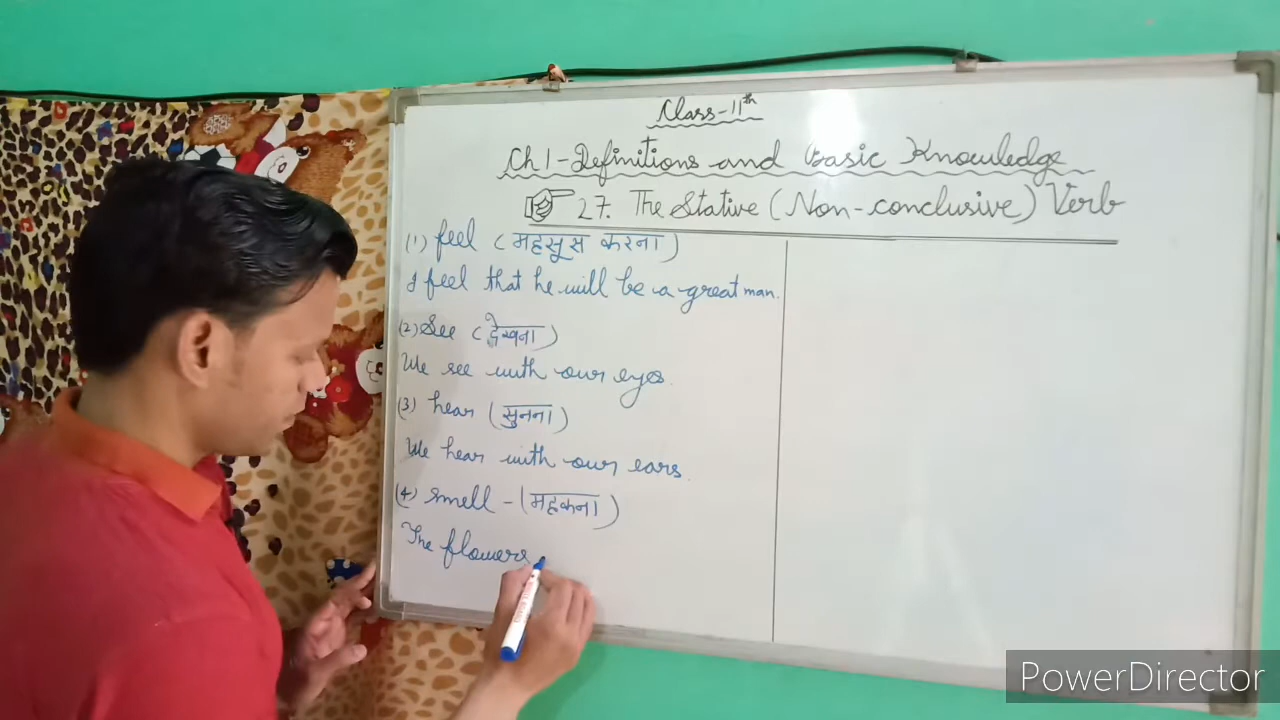 Class-11th
Ch 1-Definitions and Basic Knowledge
27. The Stative (Non-conclusive) Verb
(1) feel (महसूस करना)
I feel that he will be a great man.
(2) See (देखना)
We see with our eyes.
(3) hear (सुनना)
We hear with our ears.
(4) smell - (महकना)
The flowers
PowerDirector